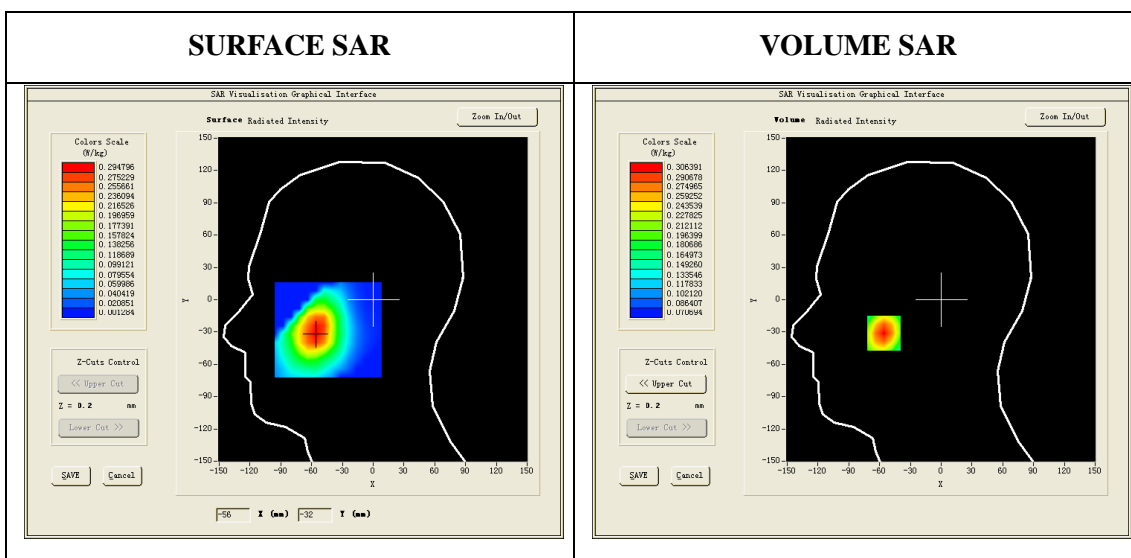 SURFACE SAR
SAR Visualisation Graphical Interface
Surface Radiated Intensity
Zoom In/Out
Colors Scale
(W/kg)
0.294796
0.275229
0.255661
0.236094
0.216526
0.196959
0.177391
0.157824
0.138256
0.118689
0.099121
0.079554
0.059986
0.040419
0.020851
0.001284
Z-Cuts Control
<< Upper Cut
Z = 0.2 mm
Lower Cut >>
SAVE Cancel
150
120
90
60
30
0
-30
-60
-90
-120
-150
Y
-150 -120 -90 -60 -30 0 30 60 90 120 150
X
-56 X (mm) -32 Y (mm)
VOLUME SAR
SAR Visualisation Graphical Interface
Volume Radiated Intensity
Zoom In/Out
Colors Scale
(W/kg)
0.306391
0.290678
0.274965
0.259252
0.243539
0.227825
0.212112
0.196399
0.180686
0.164973
0.149260
0.133546
0.117833
0.102120
0.086407
0.070694
Z-Cuts Control
<< Upper Cut
Z = 0.2 mm
Lower Cut >>
SAVE Cancel
150
120
90
60
30
0
-30
-60
-90
-120
-150
Y
-150 -120 -90 -60 -30 0 30 60 90 120 150
X